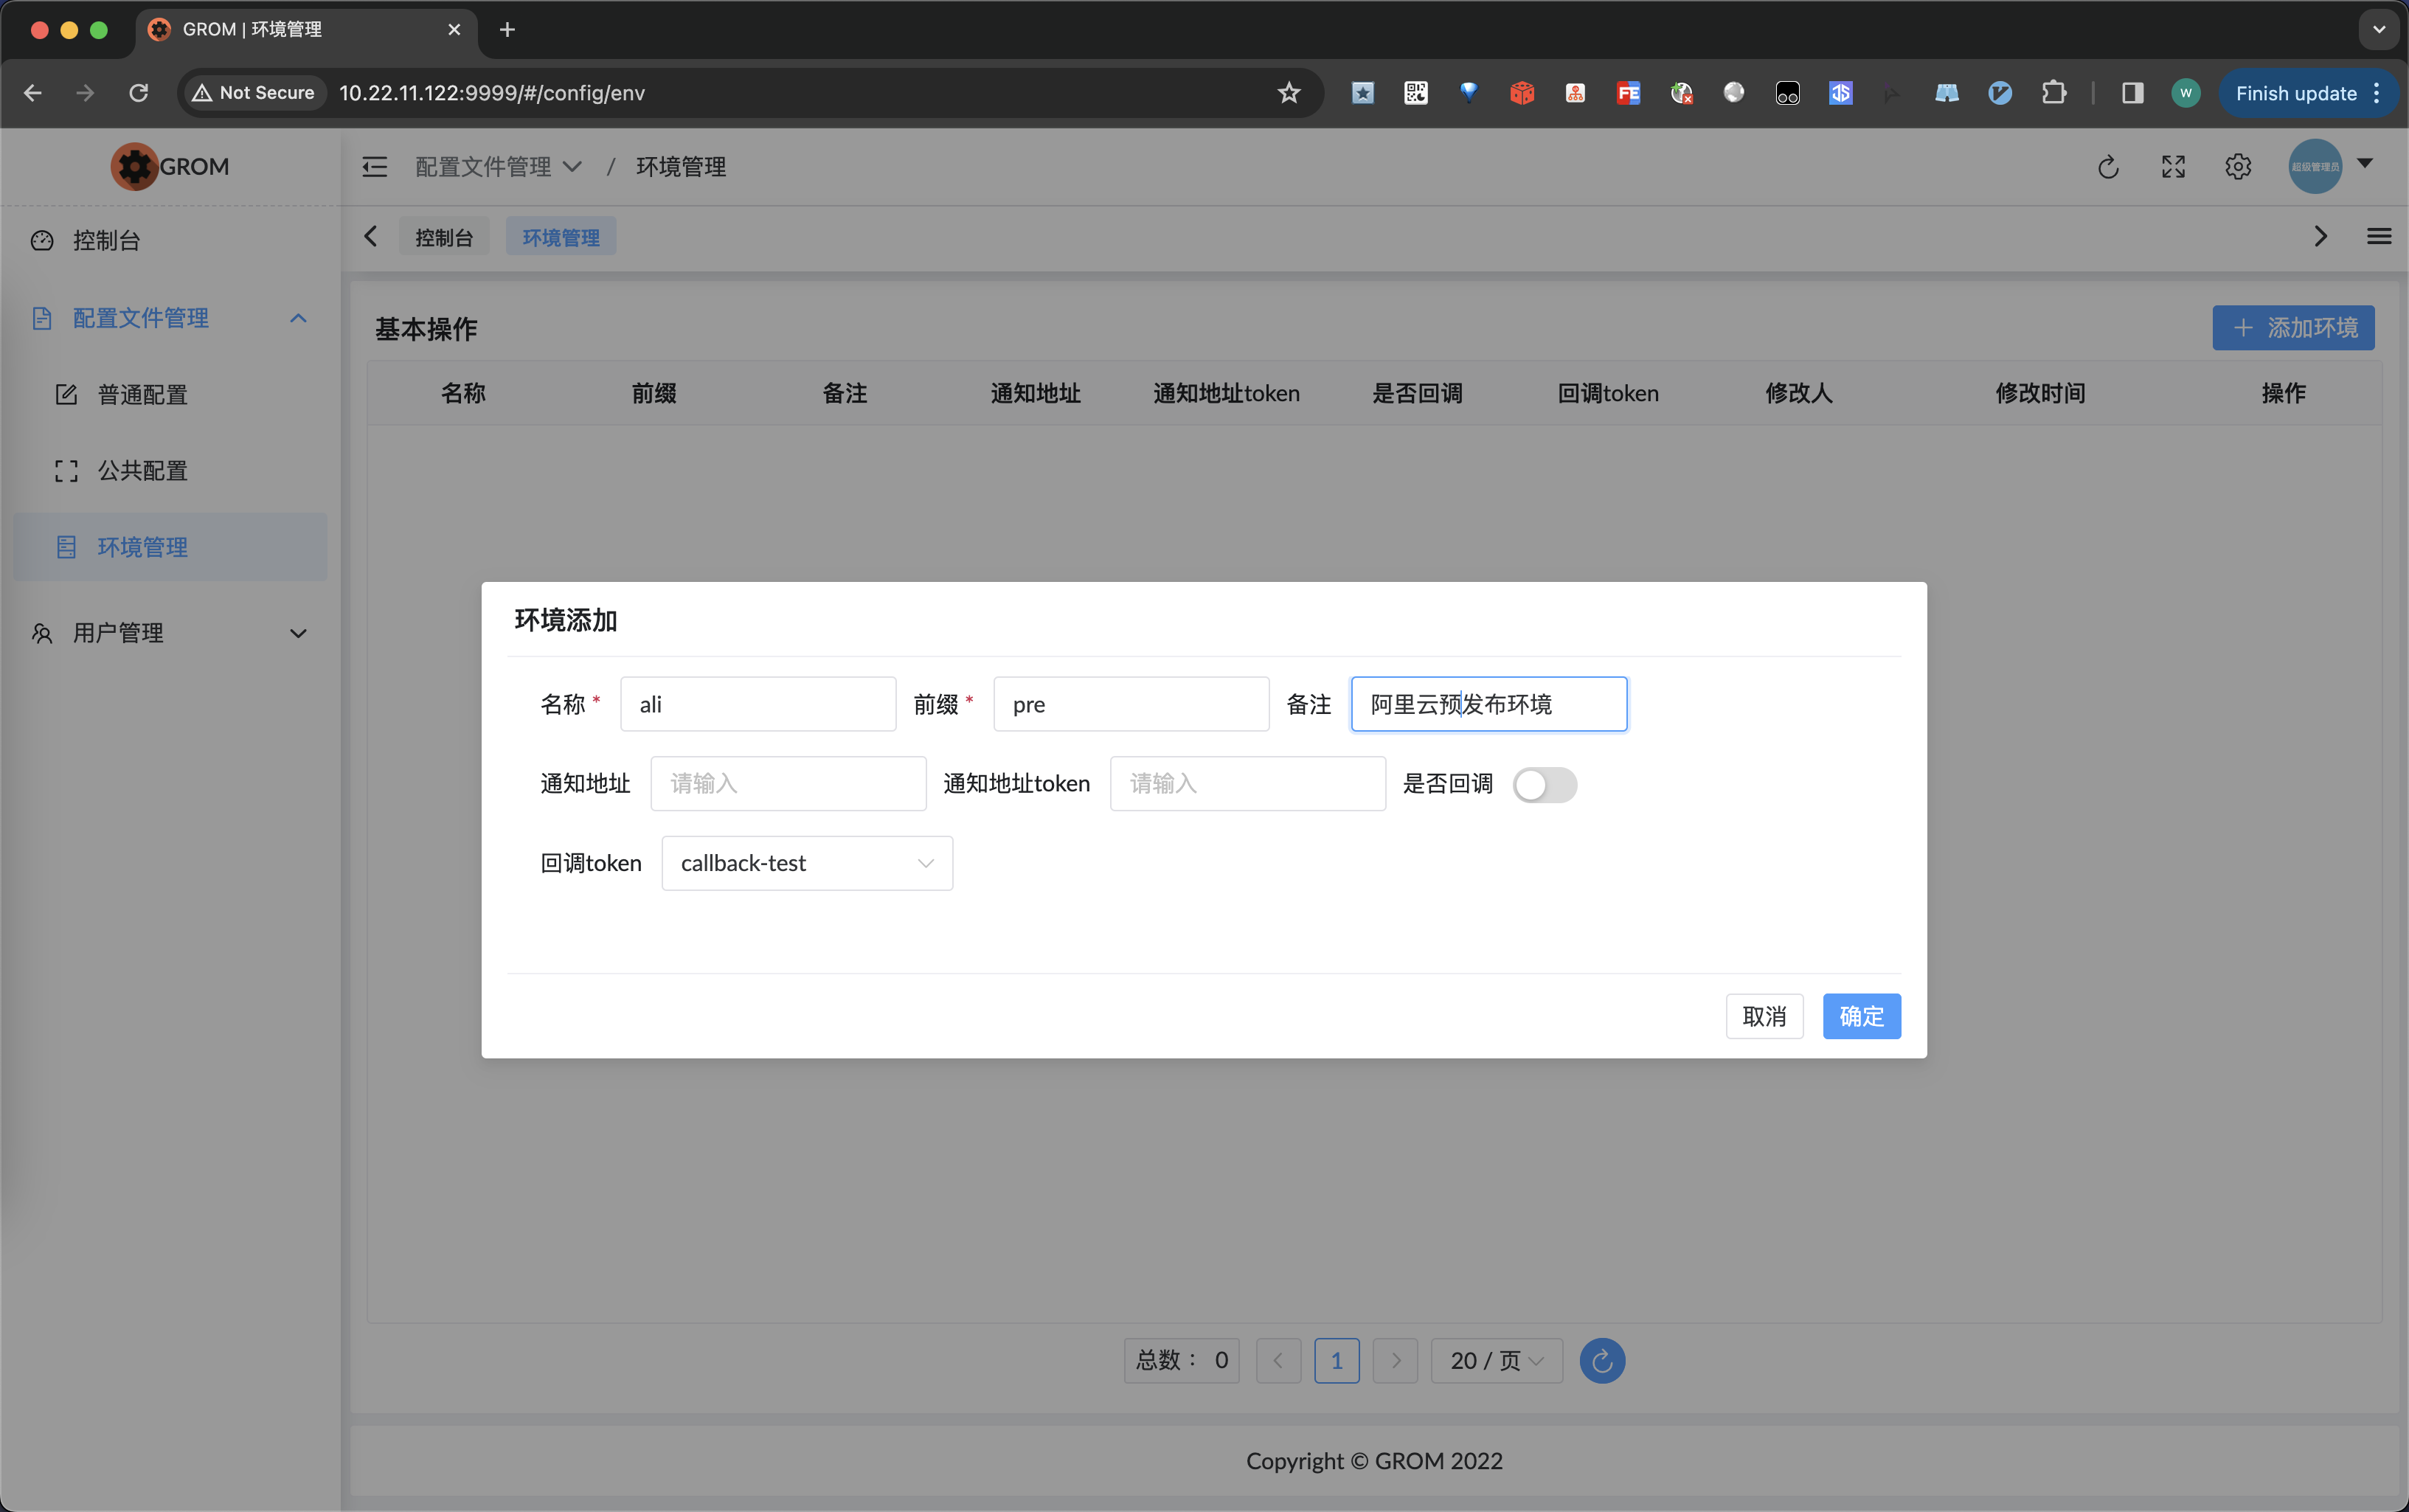 GROM | 环境管理
Not Secure 10.22.11.122:9999/#/config/env Finish update
W
FE
JS
GROM
配置文件管理 / 环境管理
超级管理员
控制台
控制台 环境管理
配置文件管理
普通配置
公共配置
环境管理
用户管理
基本操作
添加环境
名称 前缀 备注 通知地址 通知地址token 是否回调 回调token 修改人 修改时间 操作
环境添加
名称 * ali 前缀 * pre 备注 阿里云预发布环境
通知地址 请输入 通知地址token 请输入 是否回调
回调token callback-test
取消 确定
总数： 0 1 20 / 页
Copyright © GROM 2022